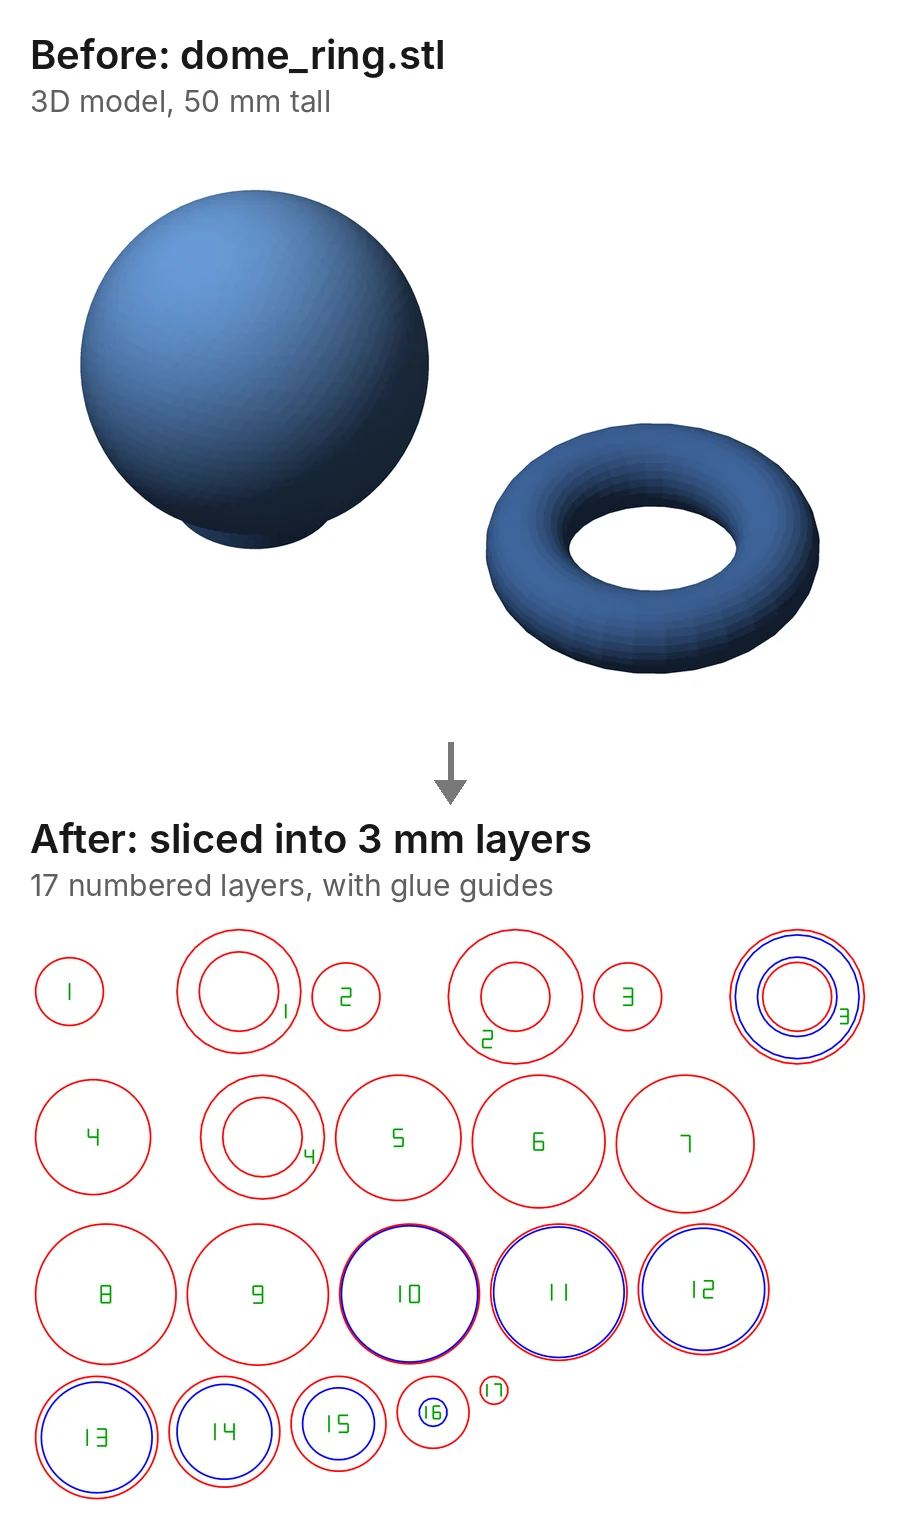 Before: dome_ring.stl
3D model, 50 mm tall
After: sliced into 3 mm layers
17 numbered layers, with glue guides
1 1 2 2 3 3
4 4 5 6 7
8 9 10 11 12
13 14 15 16 17